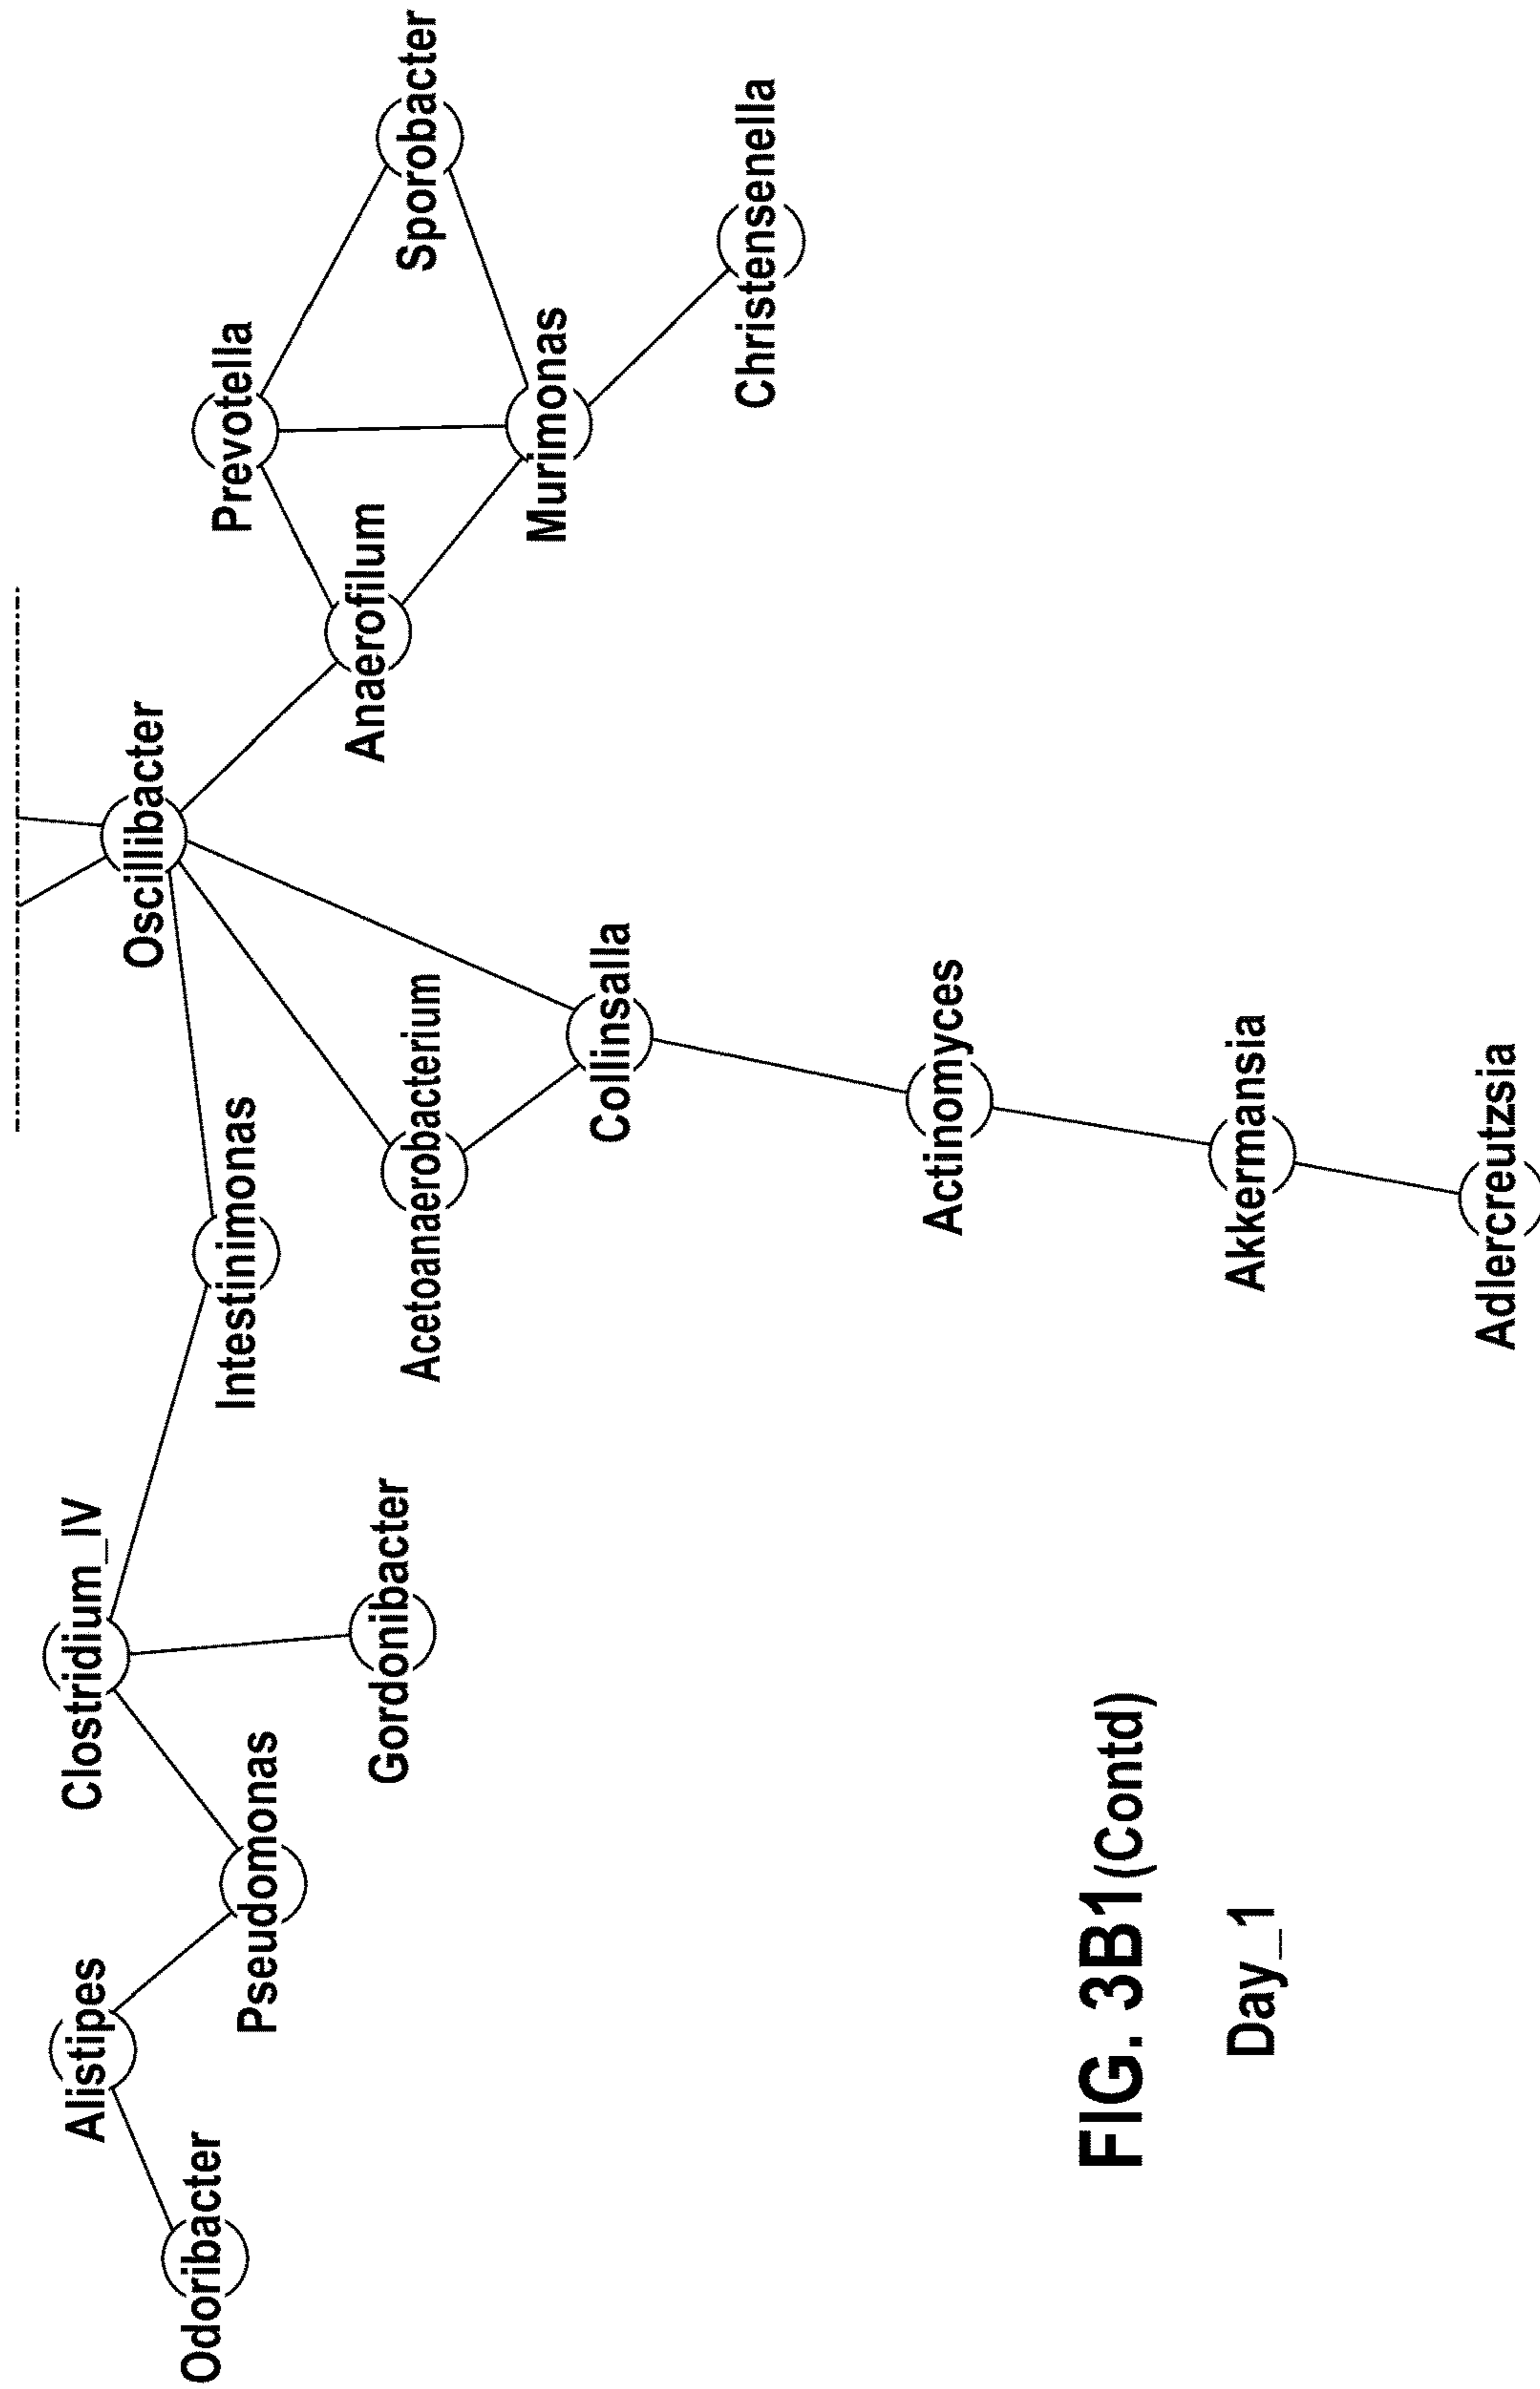 Sporobacter
Prevotella
Christensenella
Murimonas
Anaerofilum
Oscillibacter
Collinsalla
Acetoanaerobacterium
Actinomyces
Akkermansia
Adlercreutzsia
Intestinimonas
Clostridium_IV
Gordonibacter
Pseudomonas
Alistipes
Odoribacter
FIG. 3B1(Contd)
Day_1